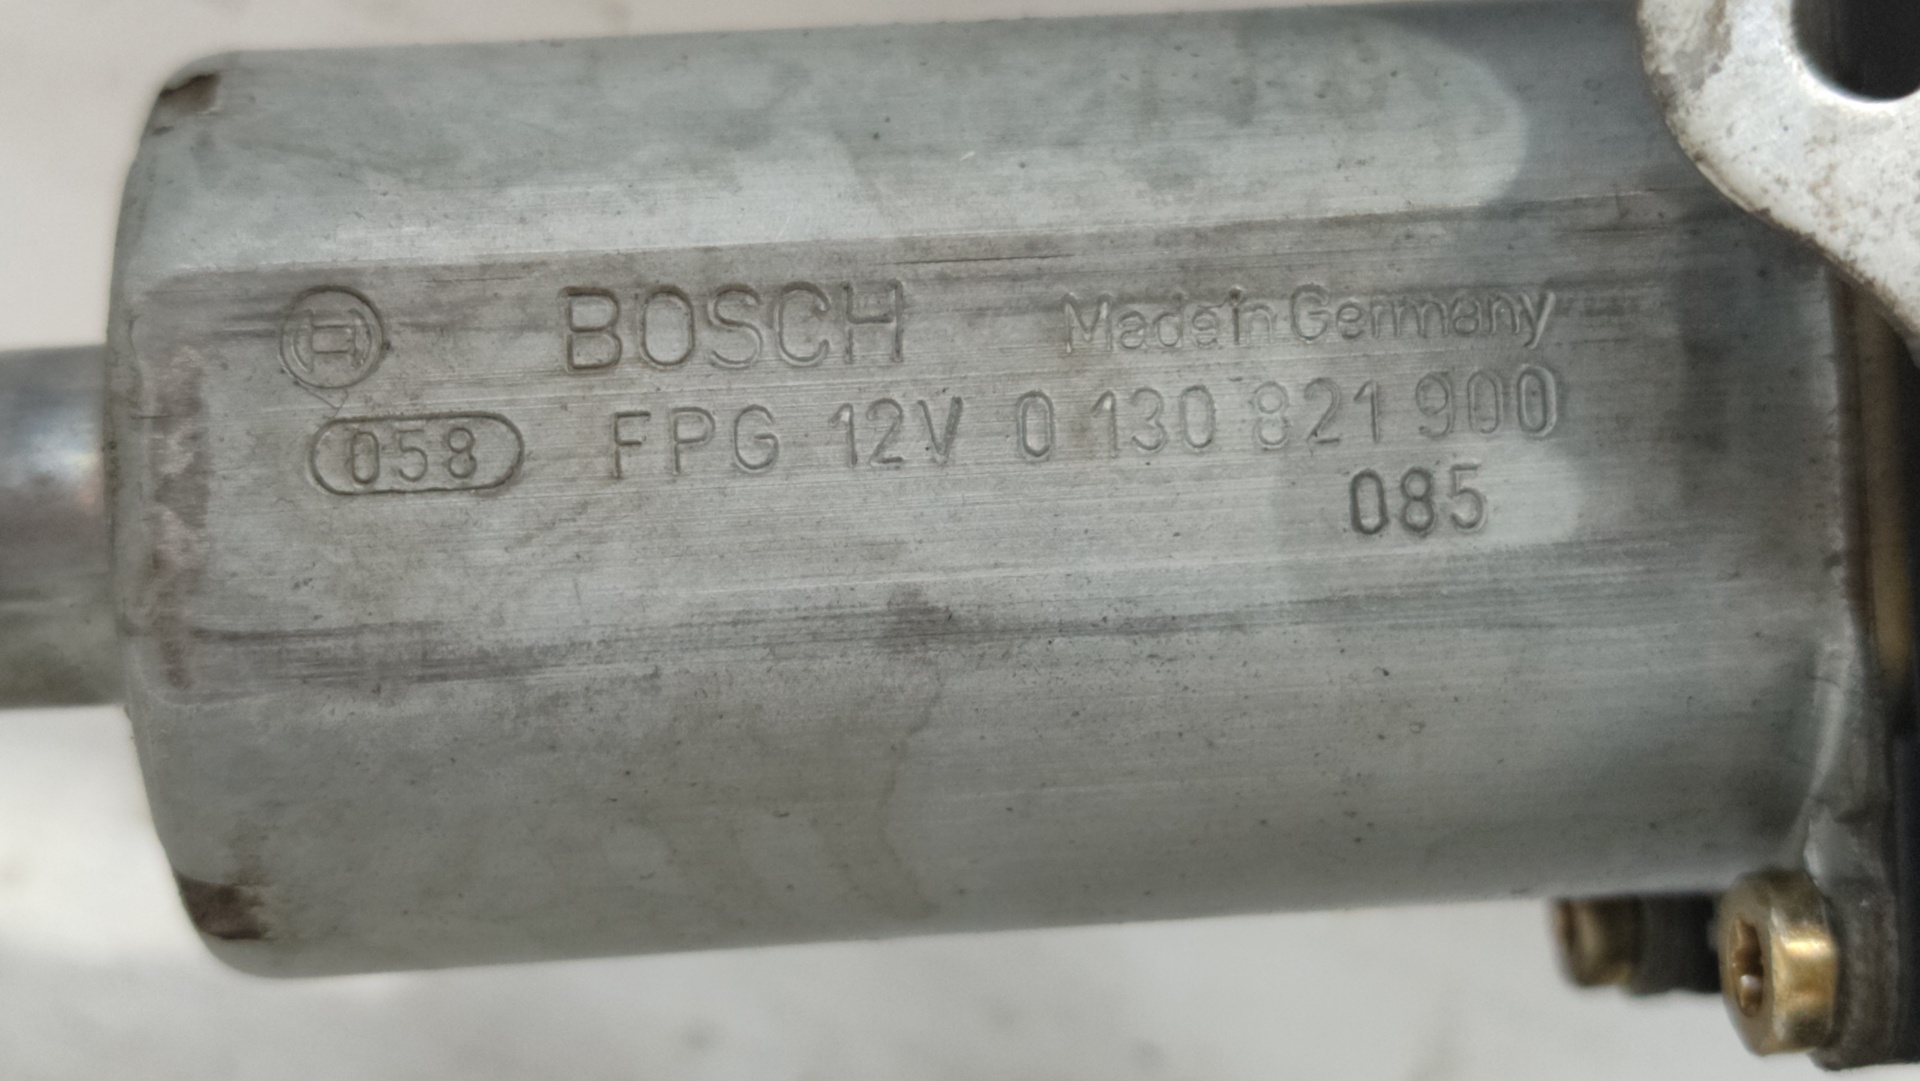 BOSCH Made in Germany
058 FPG 12V 0 130 821 900
085